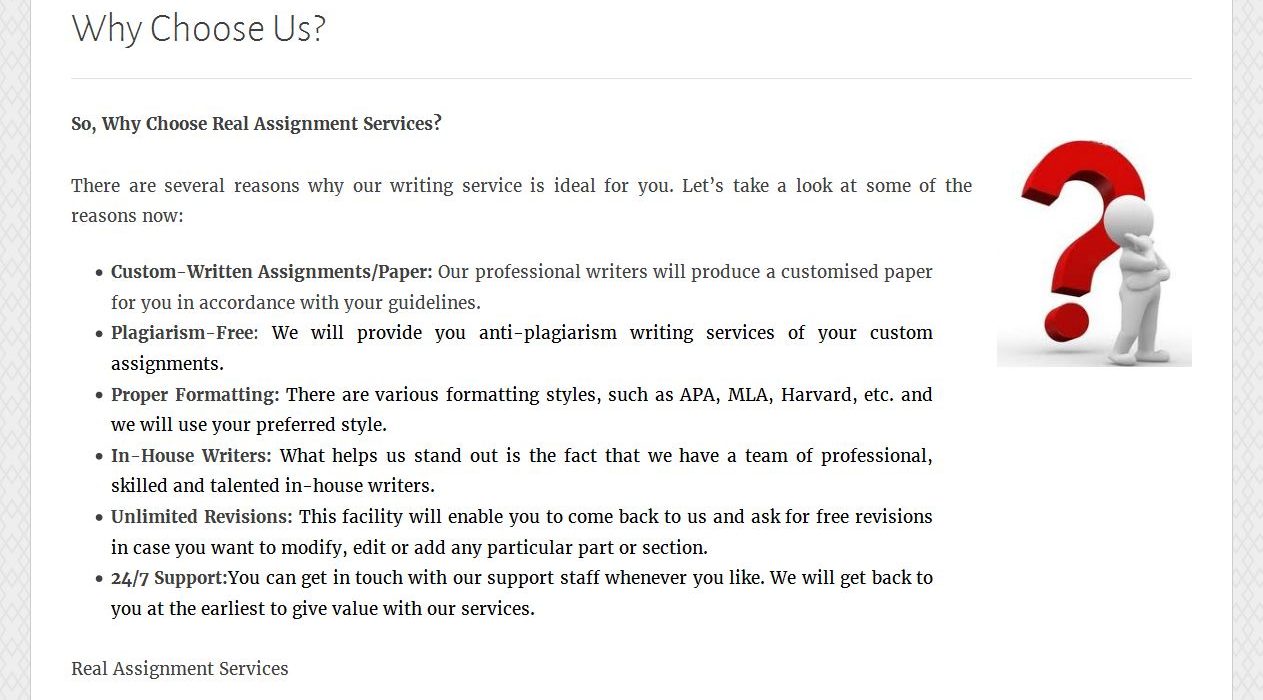 Why Choose Us?
So, Why Choose Real Assignment Services?
There are several reasons why our writing service is ideal for you. Let’s take a look at some of the
reasons now:
• Custom-Written Assignments/Paper: Our professional writers will produce a customised paper
for you in accordance with your guidelines.
• Plagiarism-Free: We will provide you anti-plagiarism writing services of your custom
assignments.
• Proper Formatting: There are various formatting styles, such as APA, MLA, Harvard, etc. and
we will use your preferred style.
• In-House Writers: What helps us stand out is the fact that we have a team of professional,
skilled and talented in-house writers.
• Unlimited Revisions: This facility will enable you to come back to us and ask for free revisions
in case you want to modify, edit or add any particular part or section.
• 24/7 Support:You can get in touch with our support staff whenever you like. We will get back to
you at the earliest to give value with our services.
Real Assignment Services